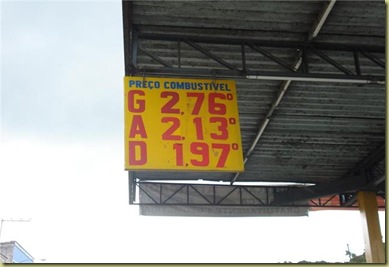 PREÇO COMBUSTÍVEL
G 2,76⁰
A 2,13⁰
D 1,97⁰